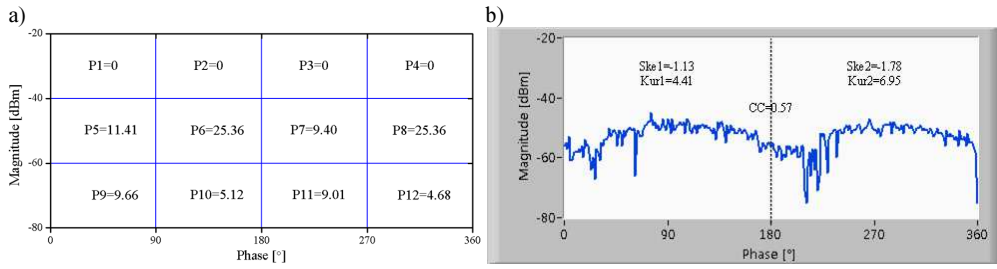 a)
Magnitude [dBm]
-20
-40
-60
-80
P1=0 P2=0 P3=0 P4=0
P5=11.41 P6=25.36 P7=9.40 P8=25.36
P9=9.66 P10=5.12 P11=9.01 P12=4.68
0 90 180 270 360
Phase [°]
b)
Magnitude [dBm]
-20
-40
-60
-80
Ske1=-1.13
Kur1=4.41
Ske2=-1.78
Kur2=6.95
CC=0.57
0 90 180 270 360
Phase [°]